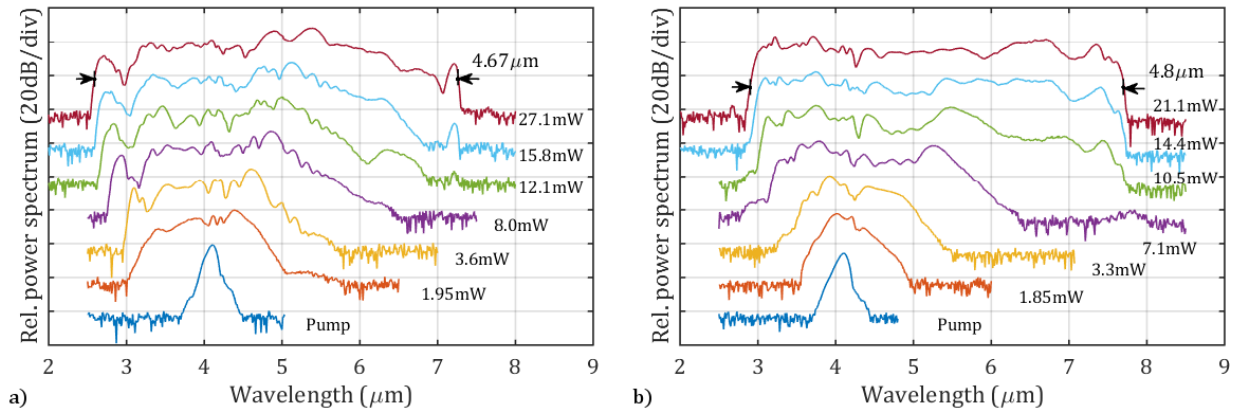 Rel. power spectrum (20dB/div)
4.67μm
27.1mW
15.8mW
12.1mW
8.0mW
3.6mW
1.95mW
Pump
2 3 4 5 6 7 8 9
Wavelength (μm)
a)
Rel. power spectrum (20dB/div)
4.8μm
21.1mW
14.4mW
10.5mW
7.1mW
3.3mW
1.85mW
Pump
2 3 4 5 6 7 8 9
Wavelength (μm)
b)